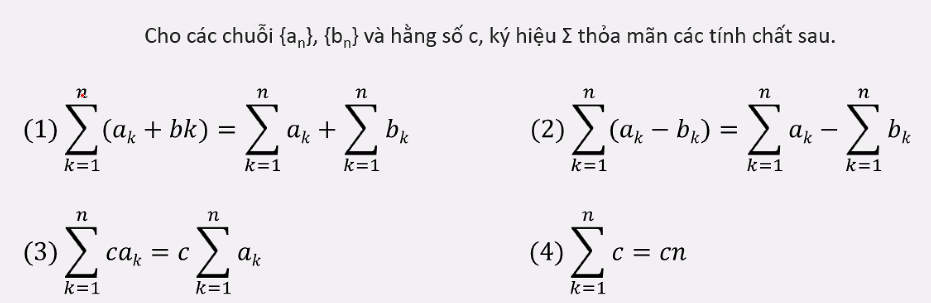 Cho các chuỗi {aₙ}, {bₙ} và hằng số c, ký hiệu Σ thỏa mãn các tính chất sau.
(1) ∑_{k=1}^{n} (a_k + bk) = ∑_{k=1}^{n} a_k + ∑_{k=1}^{n} b_k
(2) ∑_{k=1}^{n} (a_k − b_k) = ∑_{k=1}^{n} a_k − ∑_{k=1}^{n} b_k
(3) ∑_{k=1}^{n} ca_k = c ∑_{k=1}^{n} a_k
(4) ∑_{k=1}^{n} c = cn